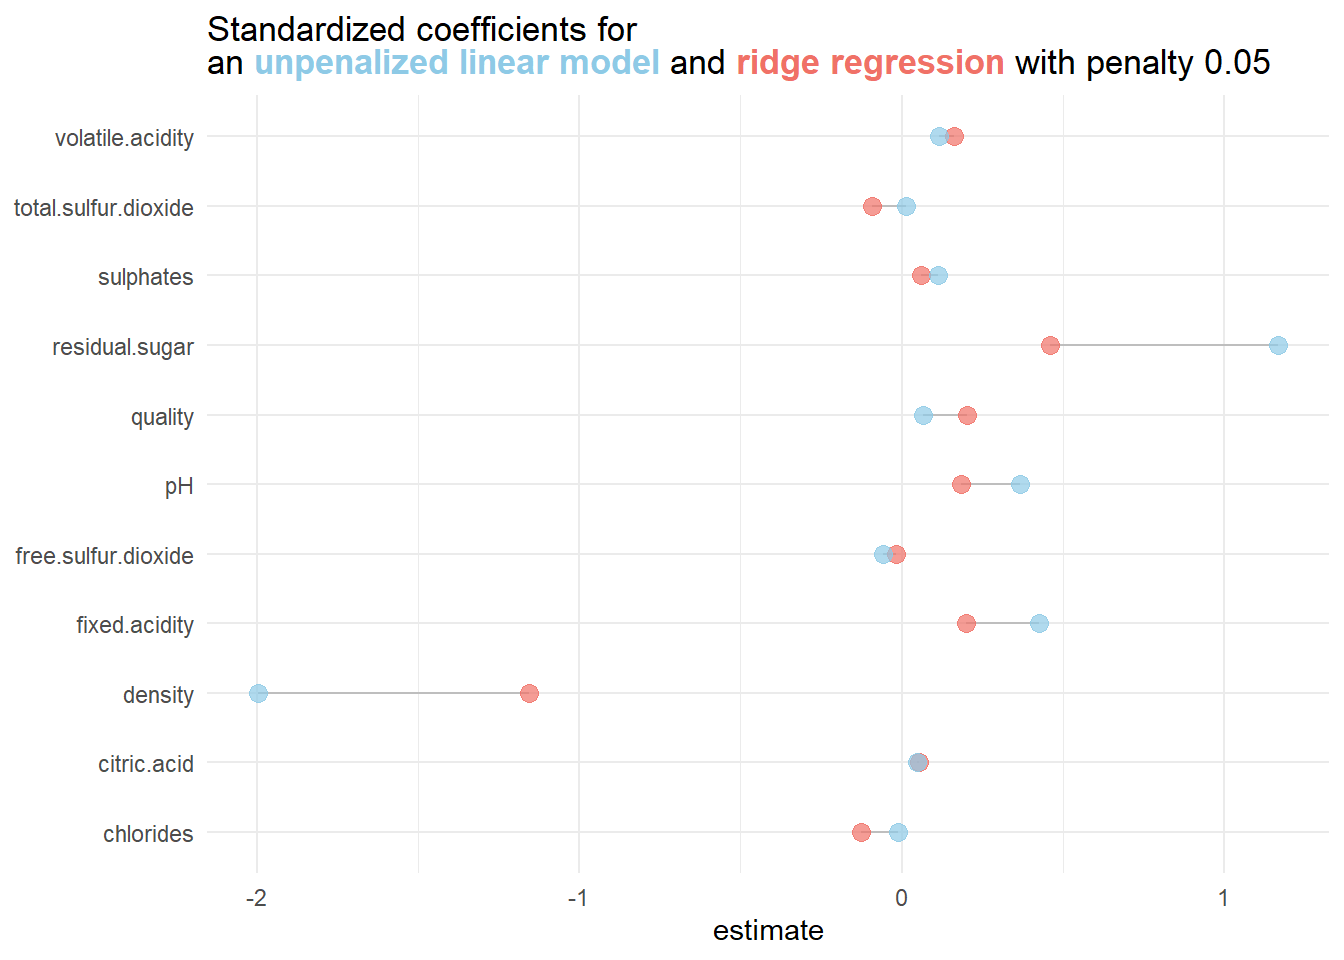 Standardized coefficients for
an unpenalized linear model and ridge regression with penalty 0.05
volatile.acidity
total.sulfur.dioxide
sulphates
residual.sugar
quality
pH
free.sulfur.dioxide
fixed.acidity
density
citric.acid
chlorides
-2 -1 0 1
estimate